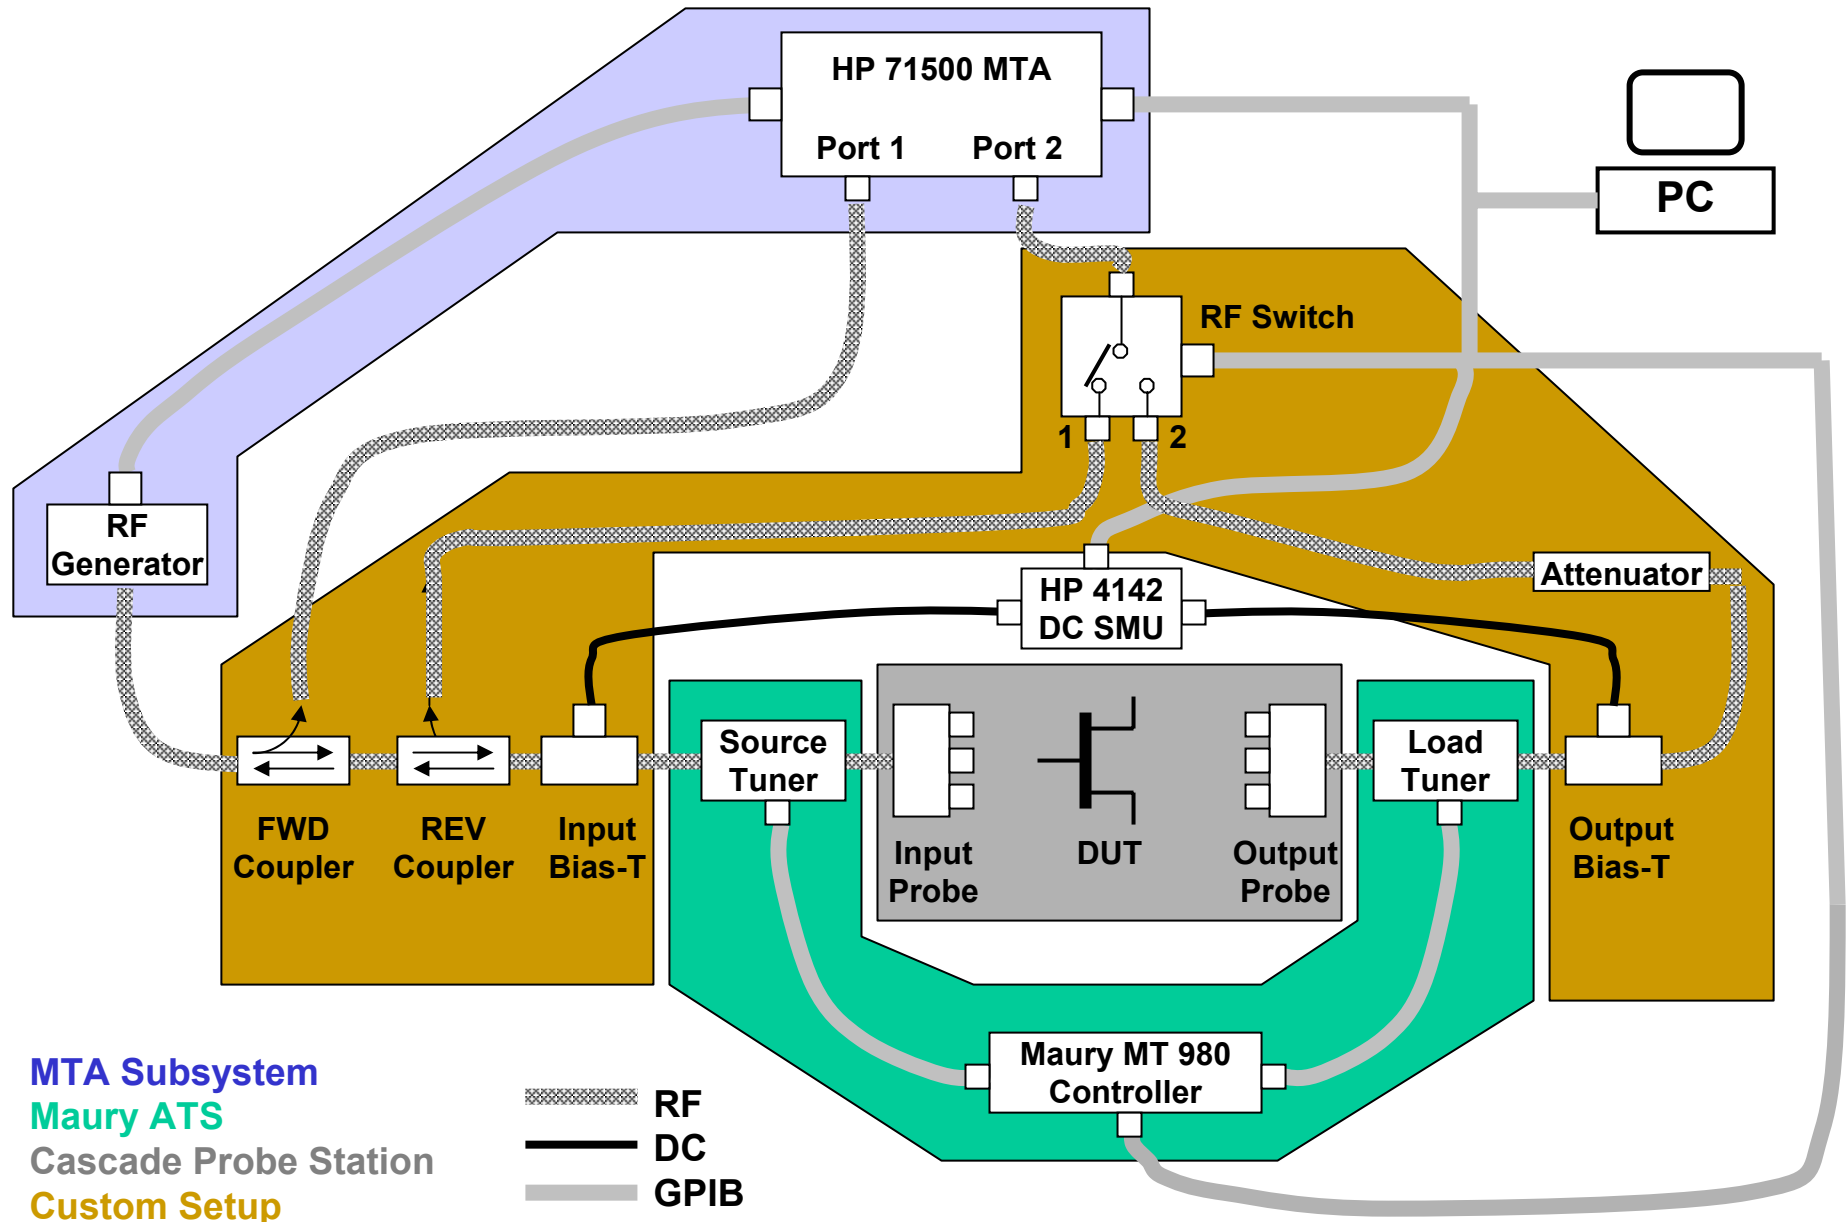 HP 71500 MTA
Port 1
Port 2
PC
RF Switch
1
2
RF
Generator
Attenuator
HP 4142
DC SMU
Source
Tuner
Load
Tuner
FWD
Coupler
REV
Coupler
Input
Bias-T
Input
Probe
DUT
Output
Probe
Output
Bias-T
Maury MT 980
Controller
MTA Subsystem
Maury ATS
Cascade Probe Station
Custom Setup
RF
DC
GPIB